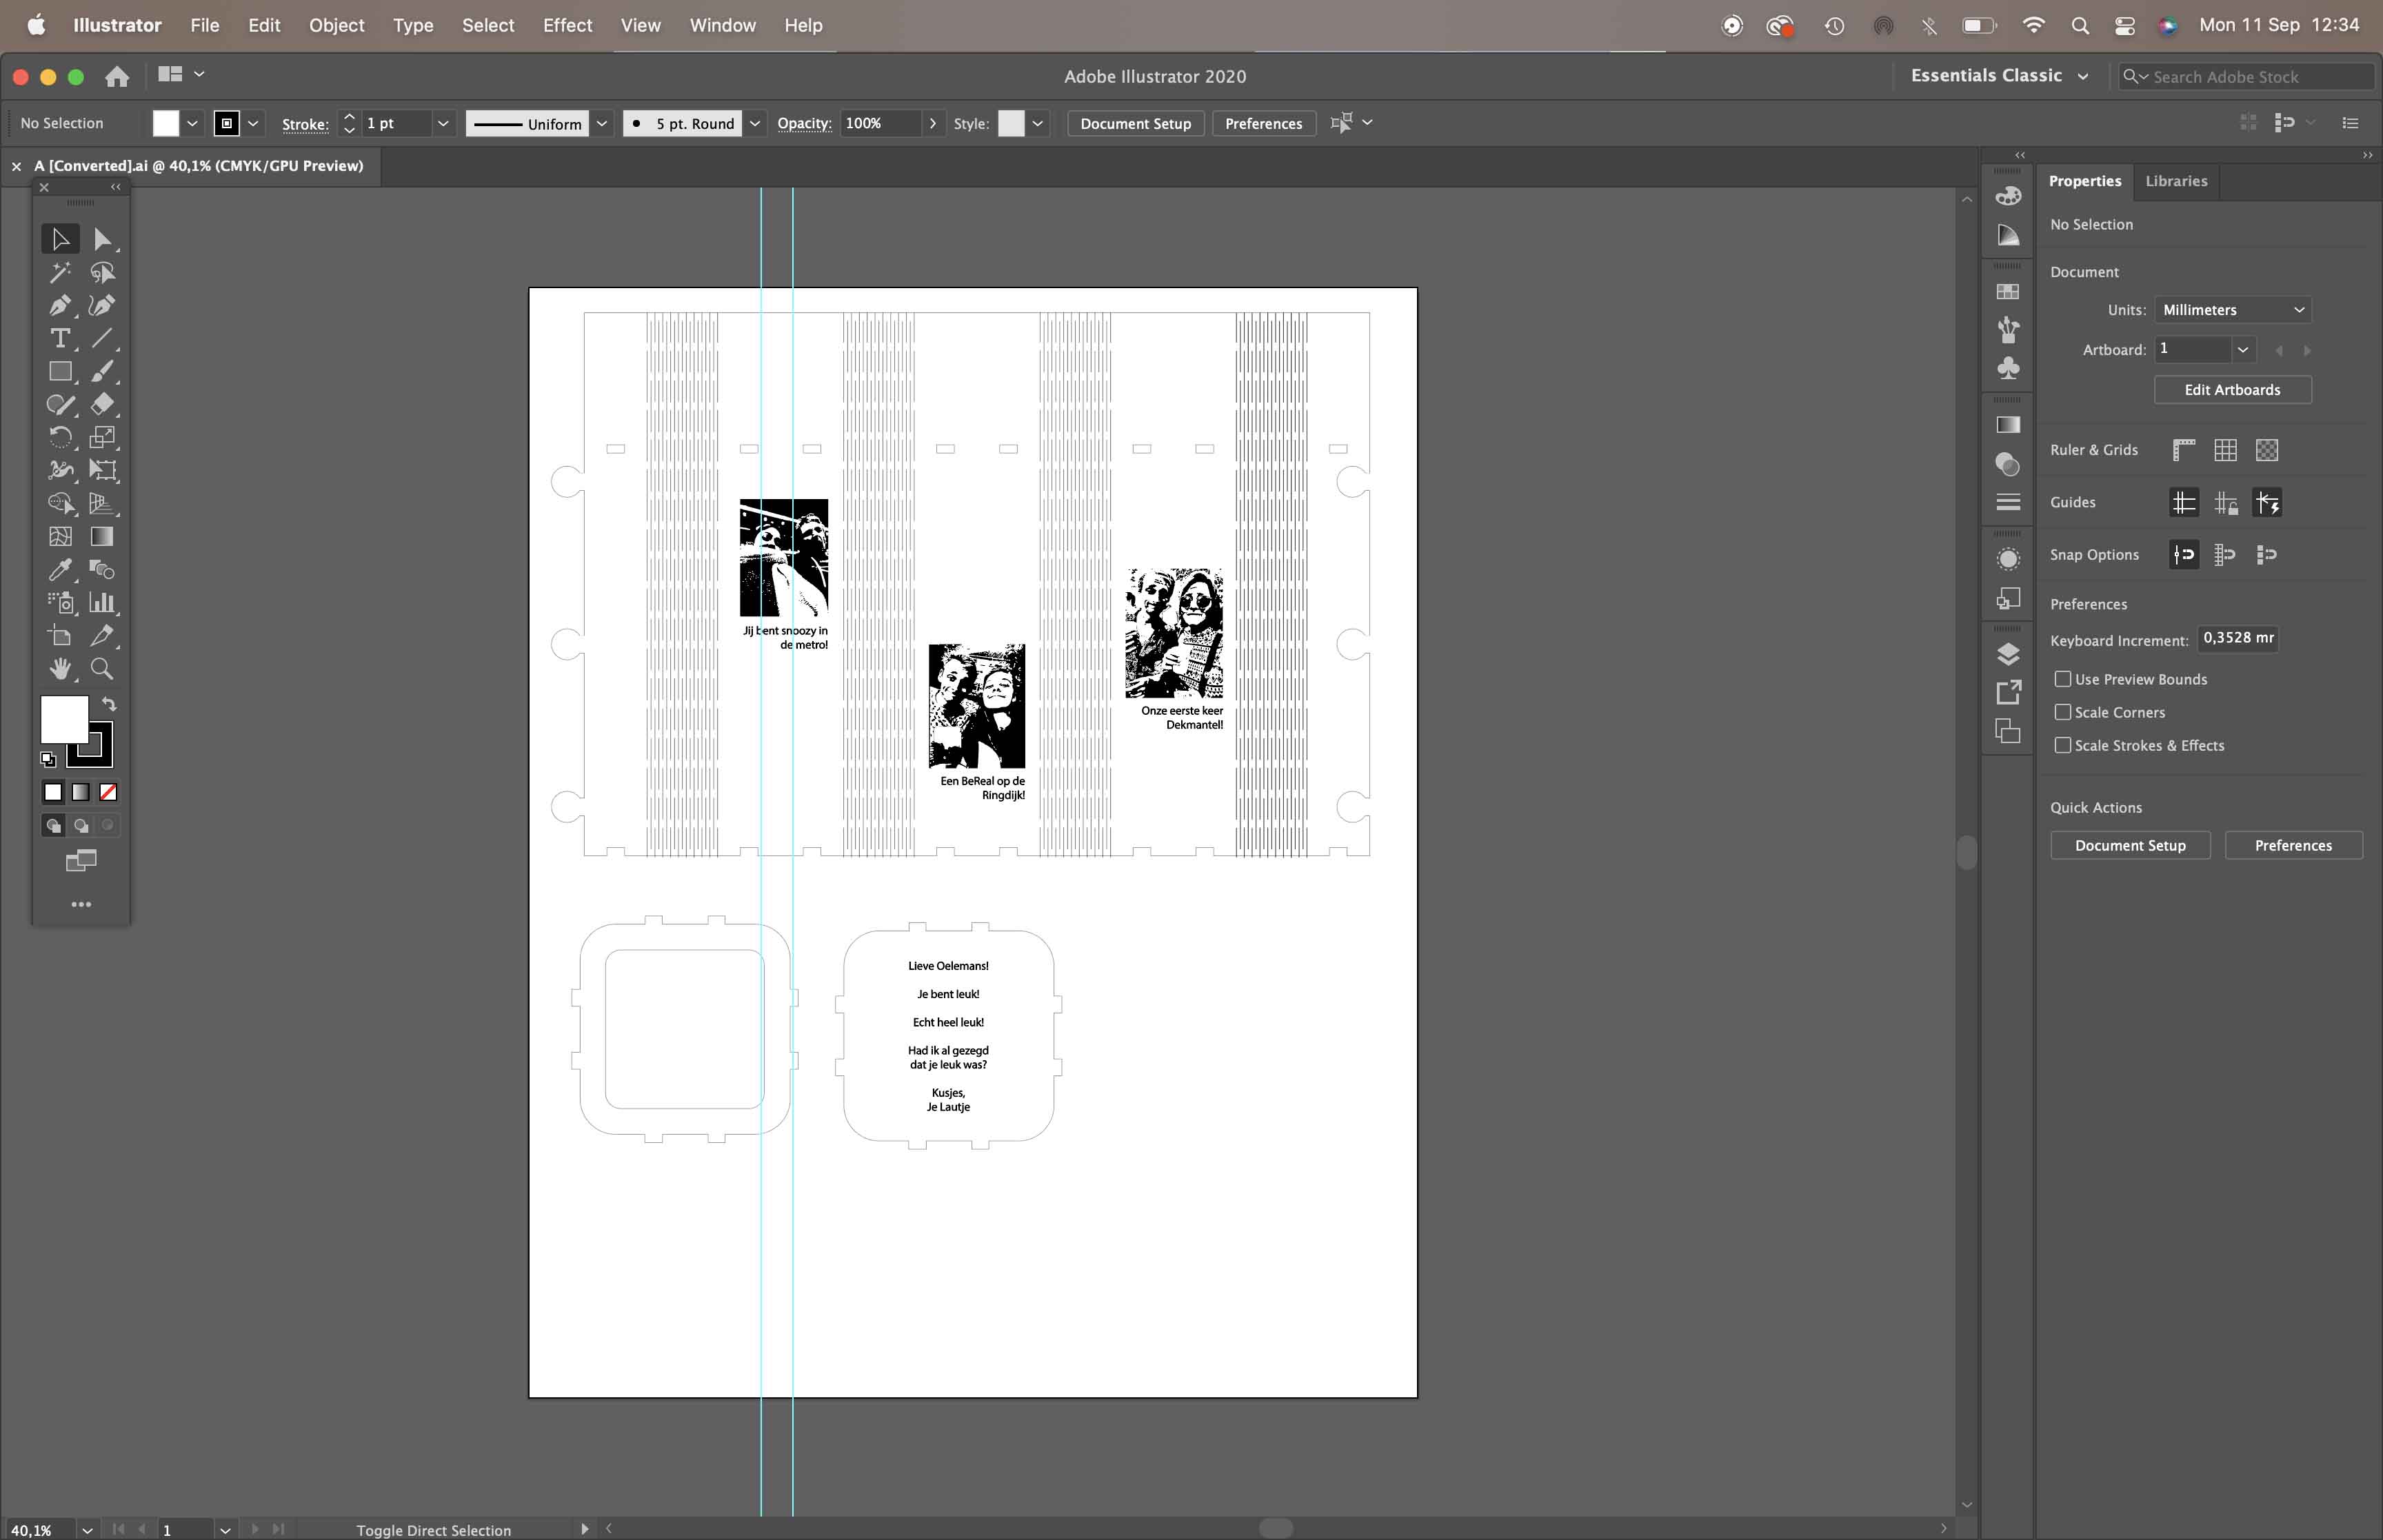 Illustrator File Edit Object Type Select Effect View Window Help Mon 11 Sep 12:34
Adobe Illustrator 2020 Essentials Classic Search Adobe Stock
No Selection Stroke: 1 pt Uniform 5 pt. Round Opacity: 100% Style: Document Setup Preferences
A [Converted].ai @ 40,1% (CMYK/GPU Preview)
Jij bent snoozy in
de metro!
Een BeReal op de
Ringdijk!
Onze eerste keer
Dekmantel!
Lieve Oelemans!
Je bent leuk!
Echt heel leuk!
Had ik al gezegd
dat je leuk was?
Kusjes,
Je Lautje
Properties Libraries
No Selection
Document
Units: Millimeters
Artboard: 1
Edit Artboards
Ruler & Grids
Guides
Snap Options
Preferences
Keyboard Increment: 0,3528 mr
Use Preview Bounds
Scale Corners
Scale Strokes & Effects
Quick Actions
Document Setup Preferences
40,1% 1 Toggle Direct Selection